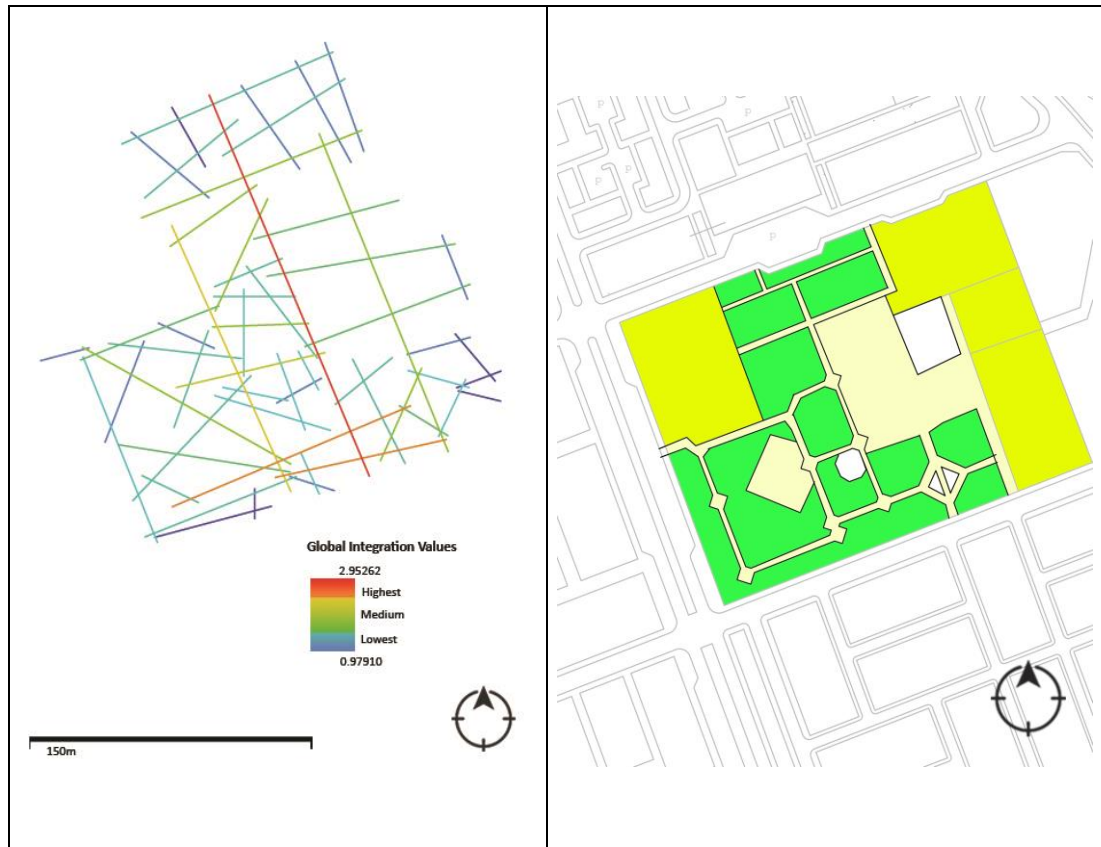 Global Integration Values
2.95262
Highest
Medium
Lowest
0.97910
150m
P
P
P
P
P